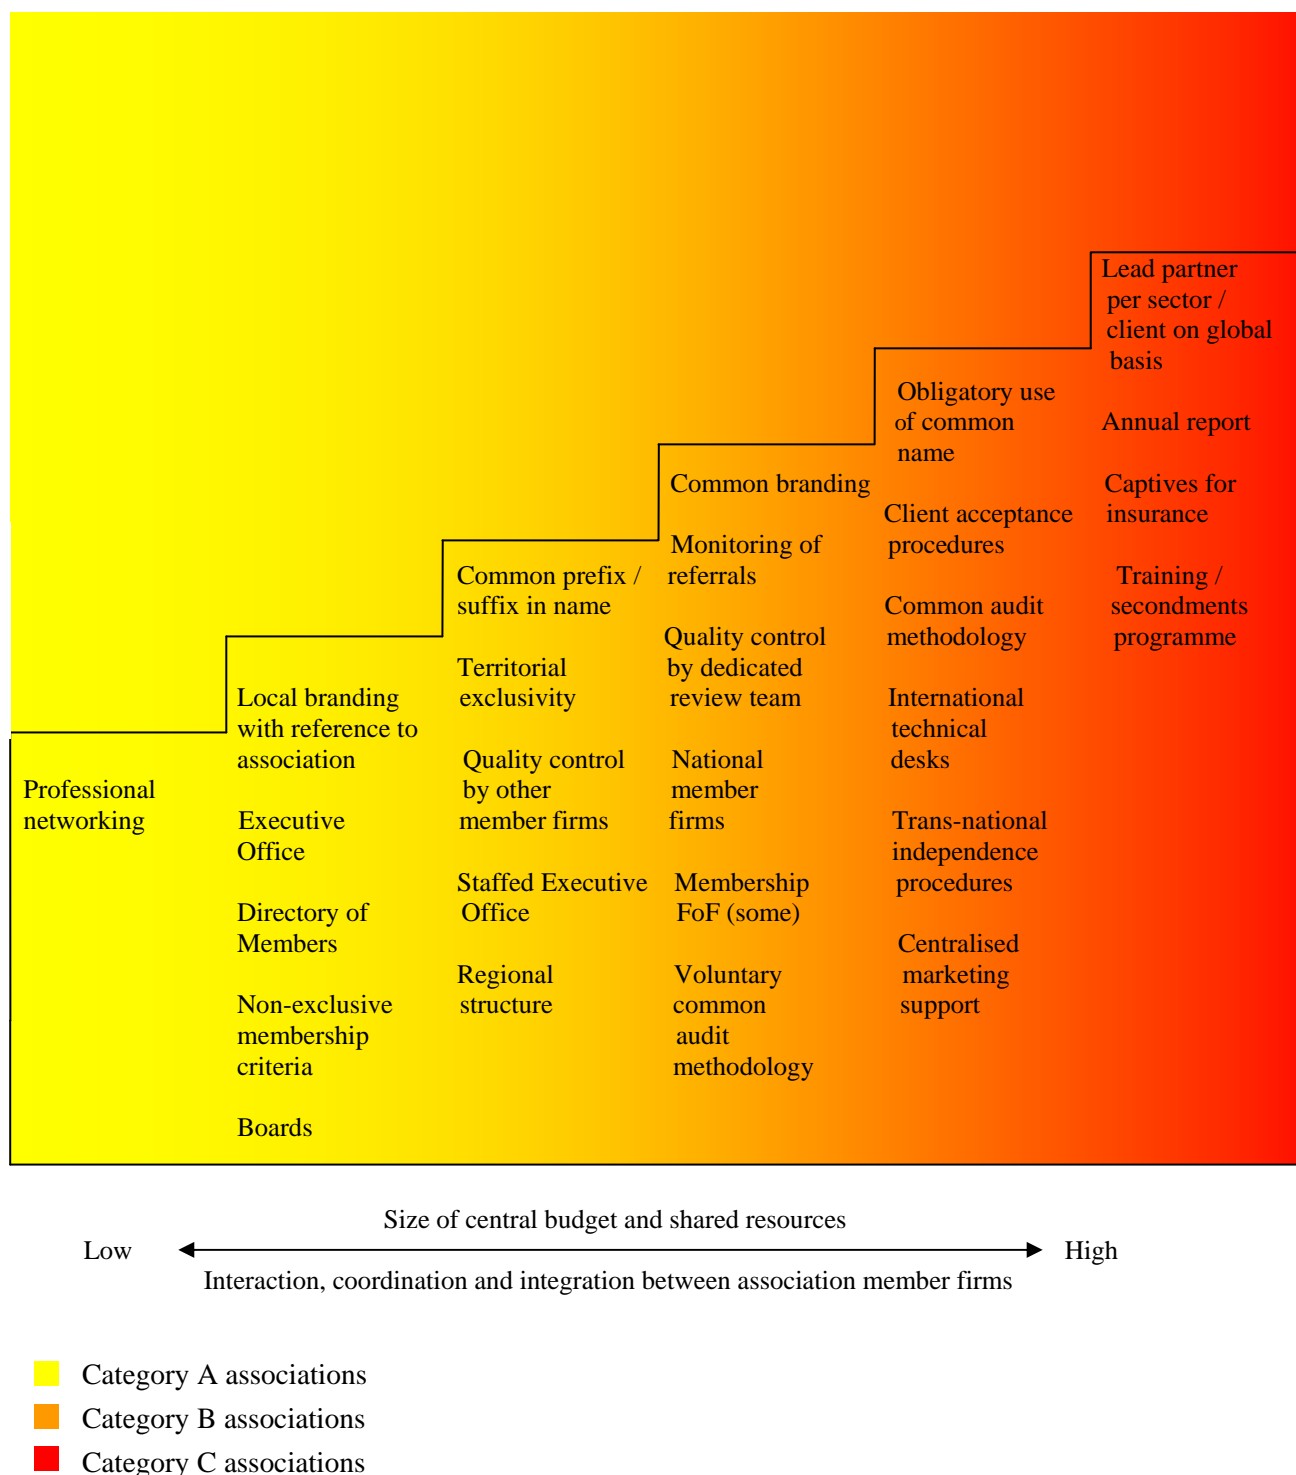 Professional
networking
Local branding
with reference to
association
Executive
Office
Directory of
Members
Non-exclusive
membership
criteria
Boards
Common prefix /
suffix in name
Territorial
exclusivity
Quality control
by other
member firms
Staffed Executive
Office
Regional
structure
Common branding
Monitoring of
referrals
Quality control
by dedicated
review team
National
member
firms
Membership
FoF (some)
Voluntary
common
audit
methodology
Obligatory use
of common
name
Client acceptance
procedures
Common audit
methodology
International
technical
desks
Trans-national
independence
procedures
Centralised
marketing
support
Lead partner
per sector /
client on global
basis
Annual report
Captives for
insurance
Training /
secondments
programme
Size of central budget and shared resources
Low
High
Interaction, coordination and integration between association member firms
Category A associations
Category B associations
Category C associations